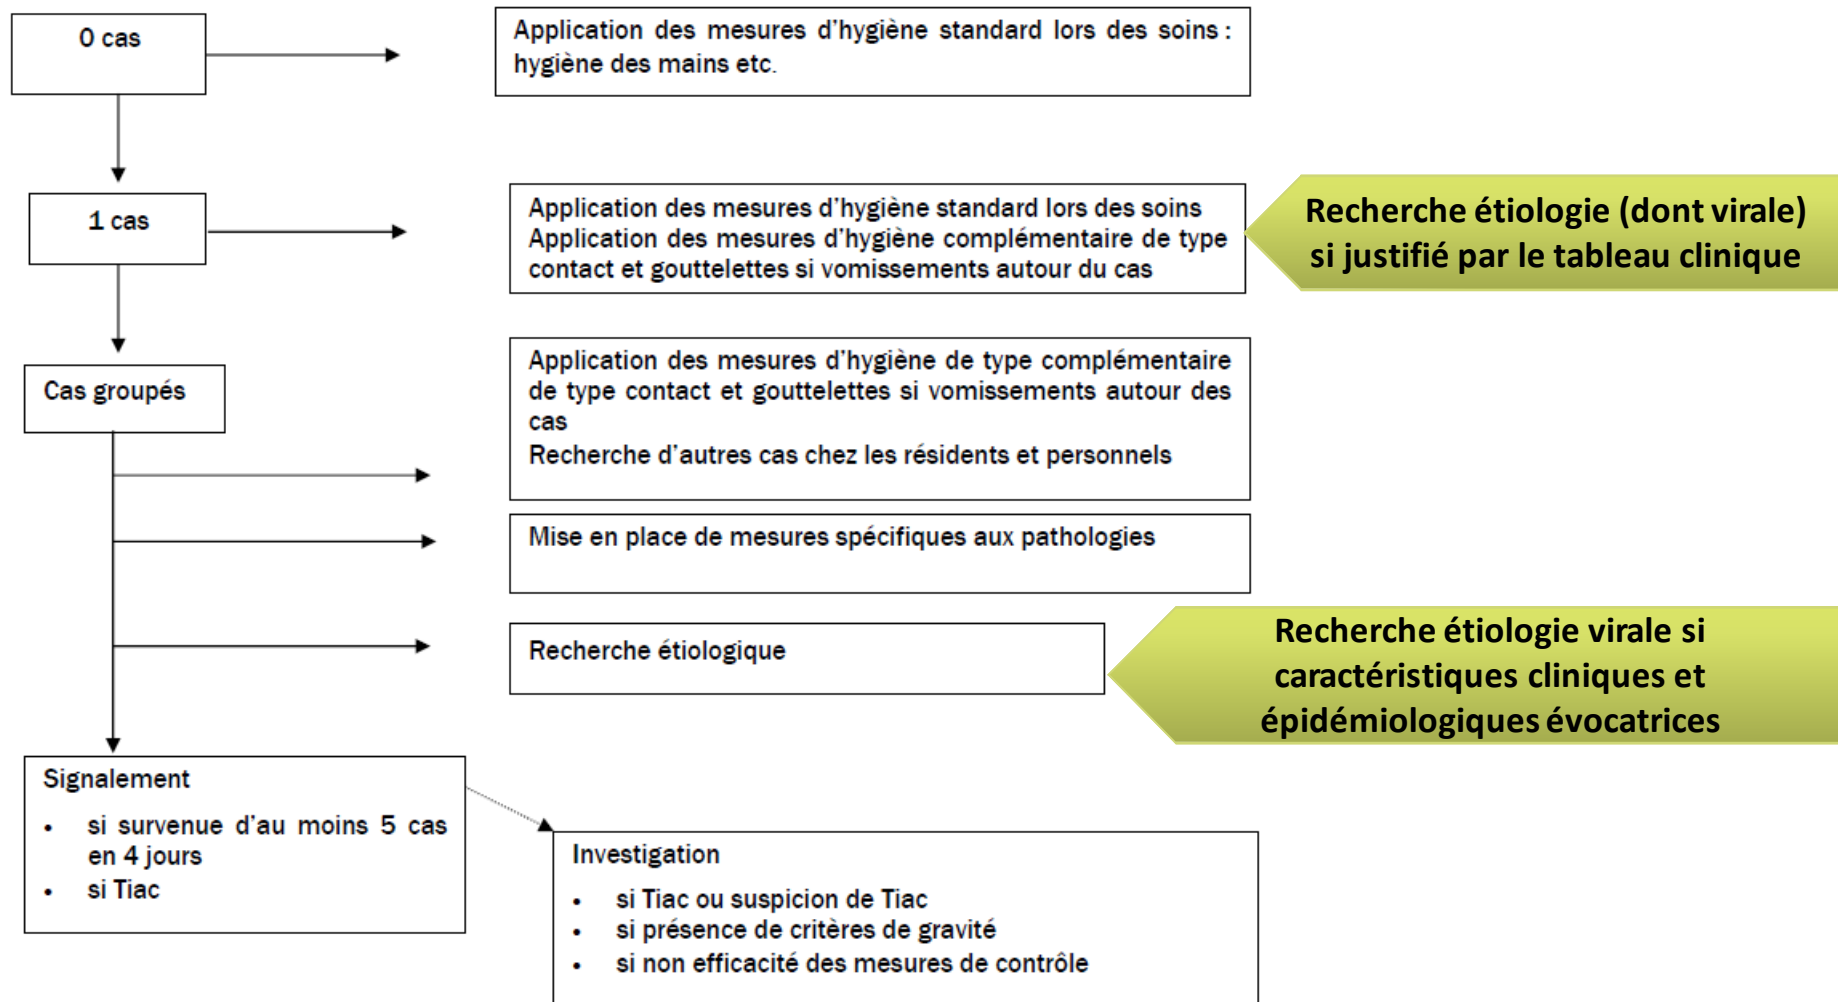 0 cas
Application des mesures d'hygiène standard lors des soins :
hygiène des mains etc.
1 cas
Application des mesures d'hygiène standard lors des soins
Application des mesures d'hygiène complémentaire de type
contact et gouttelettes si vomissements autour du cas
Recherche étiologie (dont virale)
si justifié par le tableau clinique
Cas groupés
Application des mesures d'hygiène de type complémentaire
de type contact et gouttelettes si vomissements autour des
cas
Recherche d'autres cas chez les résidents et personnels
Mise en place de mesures spécifiques aux pathologies
Recherche étiologique
Recherche étiologie virale si
caractéristiques cliniques et
épidémiologiques évocatrices
Signalement
• si survenue d'au moins 5 cas
en 4 jours
• si Tiac
Investigation
• si Tiac ou suspicion de Tiac
• si présence de critères de gravité
• si non efficacité des mesures de contrôle